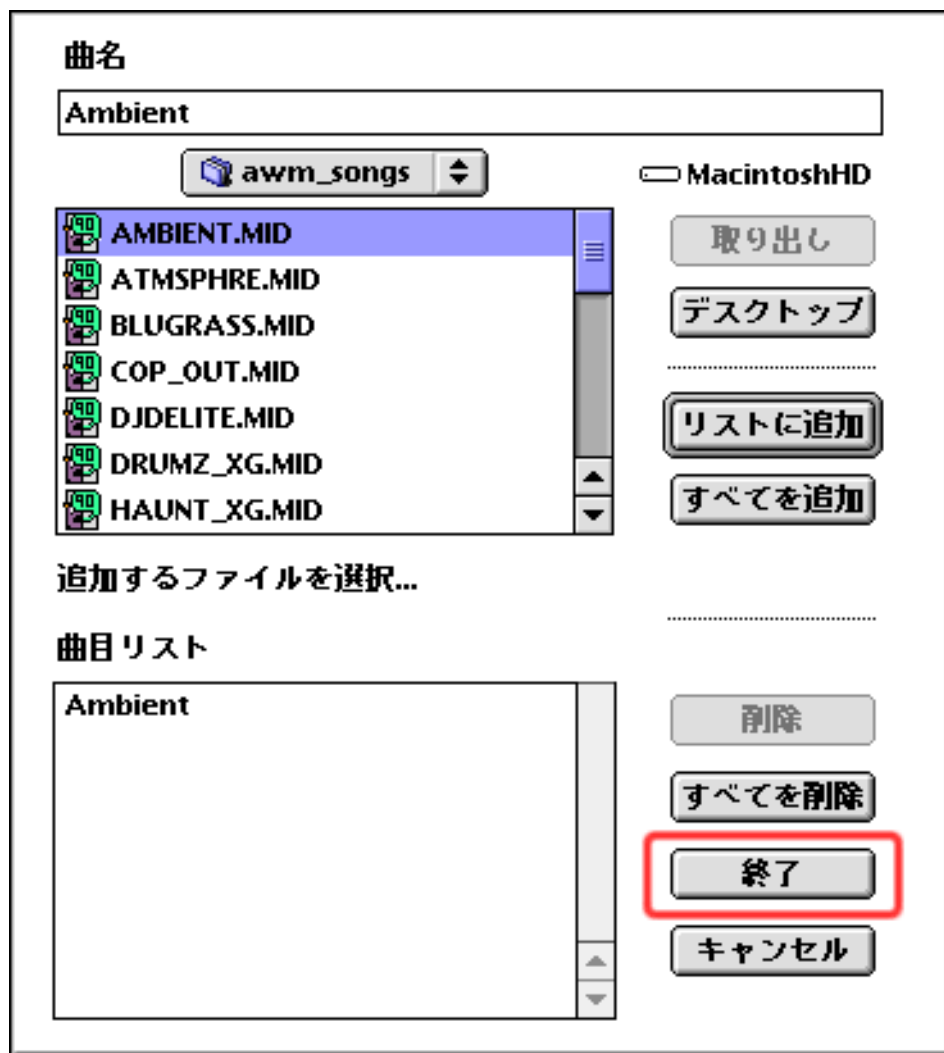 曲名
Ambient
awm_songs
MacintoshHD
AMBIENT.MID
ATMSPHRE.MID
BLUGRASS.MID
COP_OUT.MID
DJDELITE.MID
DRUMZ_XG.MID
HAUNT_XG.MID
取り出し
デスクトップ
リストに追加
すべてを追加
追加するファイルを選択...
曲目リスト
Ambient
削除
すべてを削除
終了
キャンセル